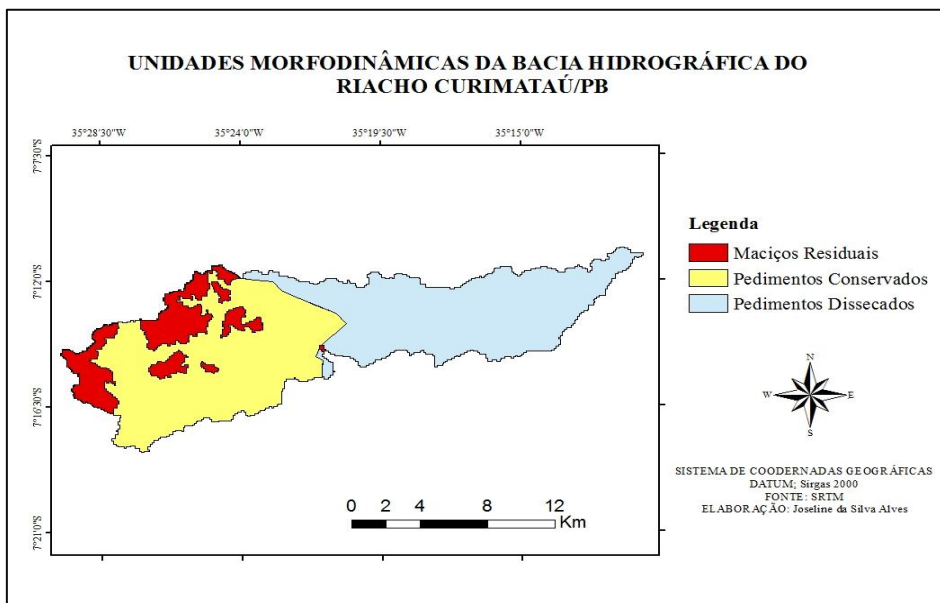 UNIDADES MORFODINÂMICAS DA BACIA HIDROGRÁFICA DO
RIACHO CURIMATAÚ/PB
35°28'30"W 35°24'0"W 35°19'30"W 35°15'0"W
7°7'30"S
7°12'0"S
7°16'30"S
7°21'0"S
Legenda
Maciços Residuais
Pedimentos Conservados
Pedimentos Dissecados
N
W E
S
0 2 4 8 12
Km
SISTEMA DE COODERNADAS GEOGRÁFICAS
DATUM; Sirgas 2000
FONTE: SRTM
ELABORAÇÃO: Joseline da Silva Alves